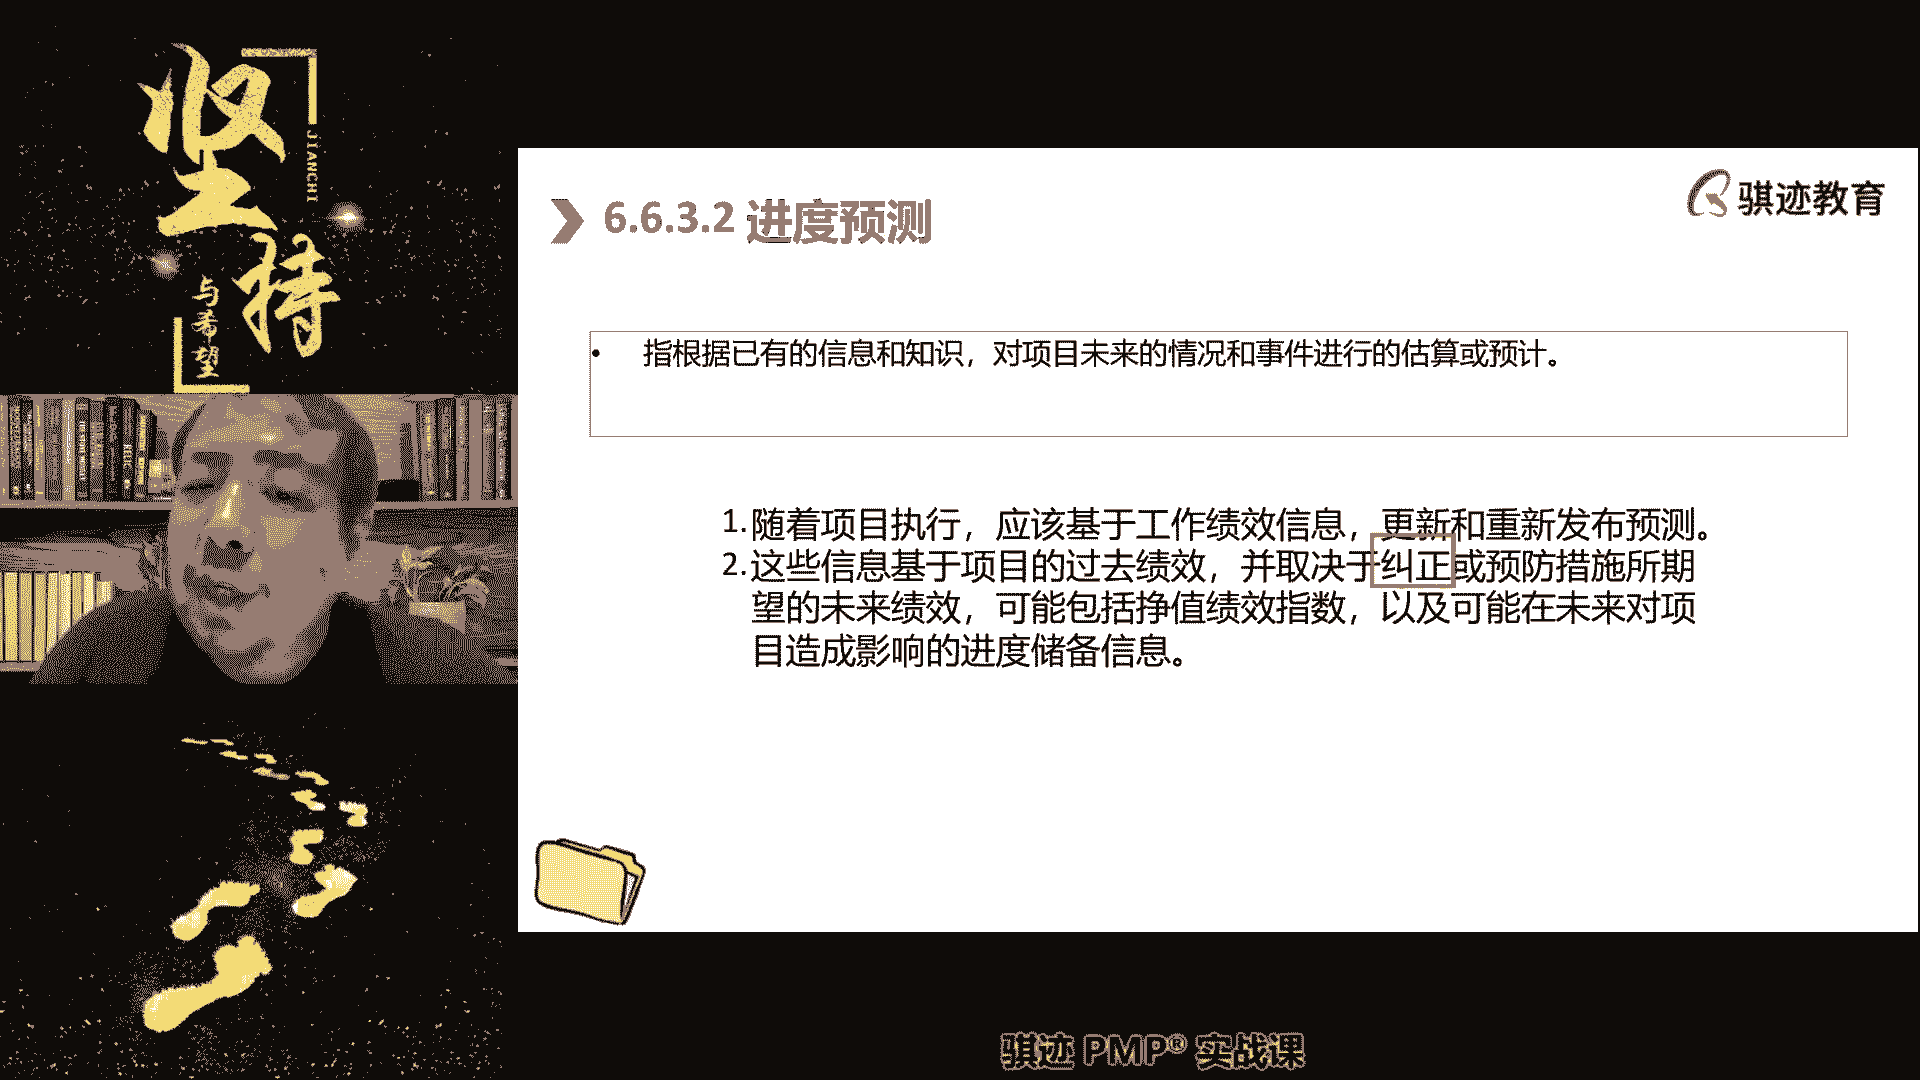 坚持
JIANCHI
与希望
骐迹教育
6.6.3.2 进度预测
• 指根据已有的信息和知识，对项目未来的情况和事件进行的估算或预计。
1. 随着项目执行，应该基于工作绩效信息，更新和重新发布预测。
2. 这些信息基于项目的过去绩效，并取决于纠正或预防措施所期
望的未来绩效，可能包括挣值绩效指数，以及可能在未来对项
目造成影响的进度储备信息。
骐迹 PMP® 实战课